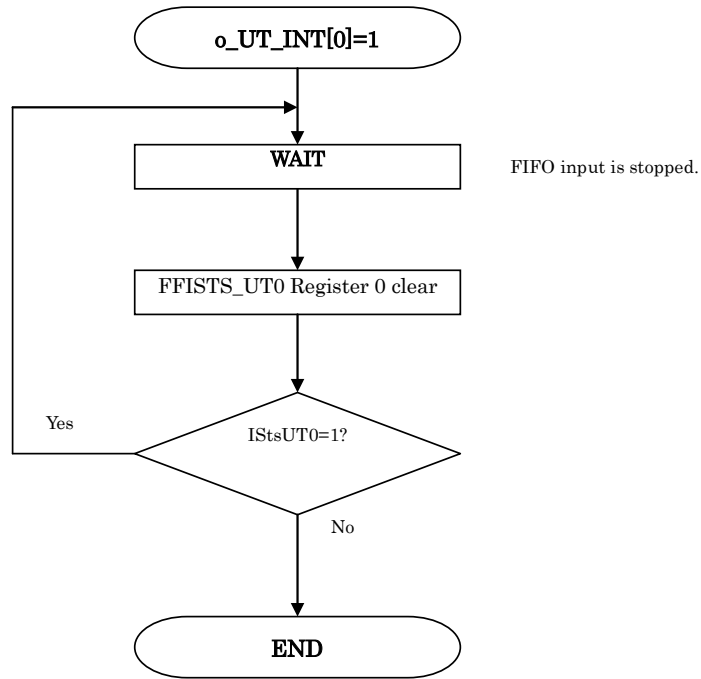 o_UT_INT[0]=1
WAIT
FIFO input is stopped.
FFISTS_UT0 Register 0 clear
Yes
IStsUT0=1?
No
END